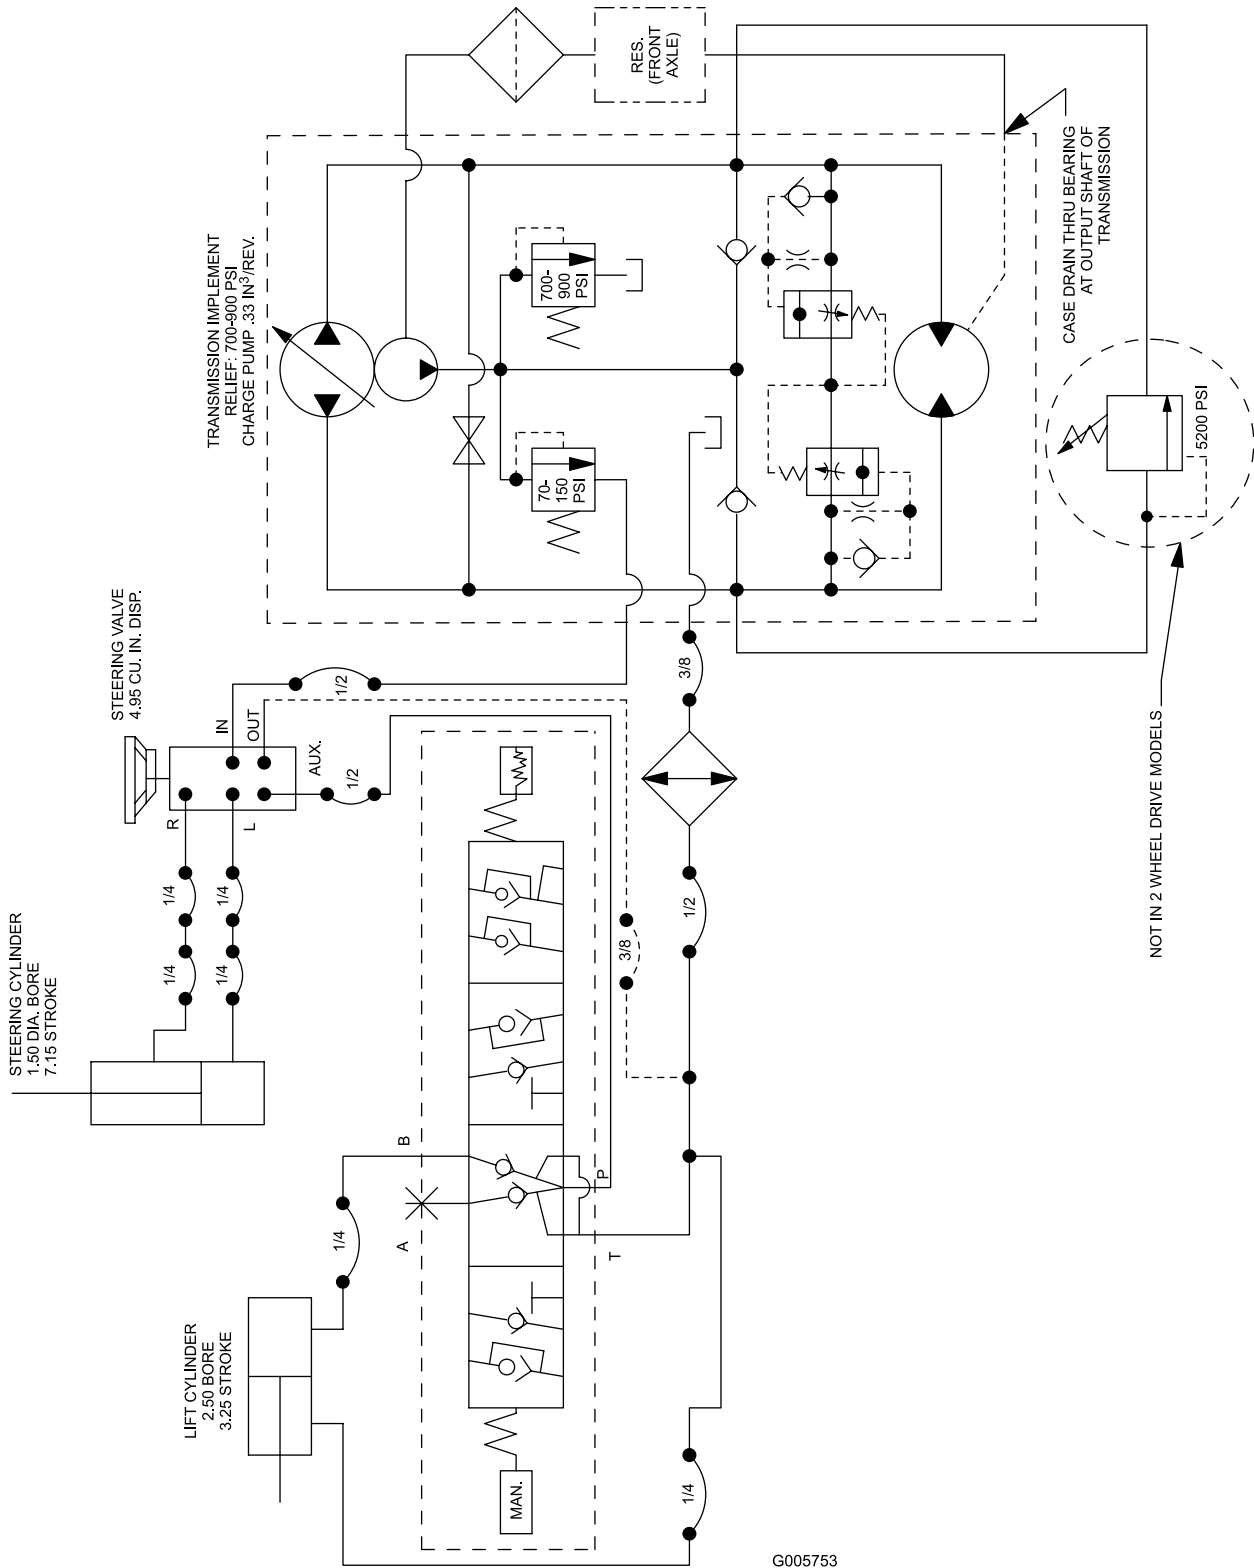 STEERING CYLINDER
1.50 DIA. BORE
7.15 STROKE
STEERING VALVE
4.95 CU. IN. DISP.
TRANSMISSION IMPLEMENT
RELIEF: 700-900 PSI
CHARGE PUMP .33 IN³/REV.
RES.
(FRONT
AXLE)
LIFT CYLINDER
2.50 BORE
3.25 STROKE
1/4
1/4
1/4
1/4
R
L
IN
OUT
AUX.
1/2
1/2
70-
150
PSI
700-
900
PSI
1/4
A
B
MAN.
T
P
3/8
1/4
1/2
3/8
CASE DRAIN THRU BEARING
AT OUTPUT SHAFT OF
TRANSMISSION
5200 PSI
NOT IN 2 WHEEL DRIVE MODELS
G005753